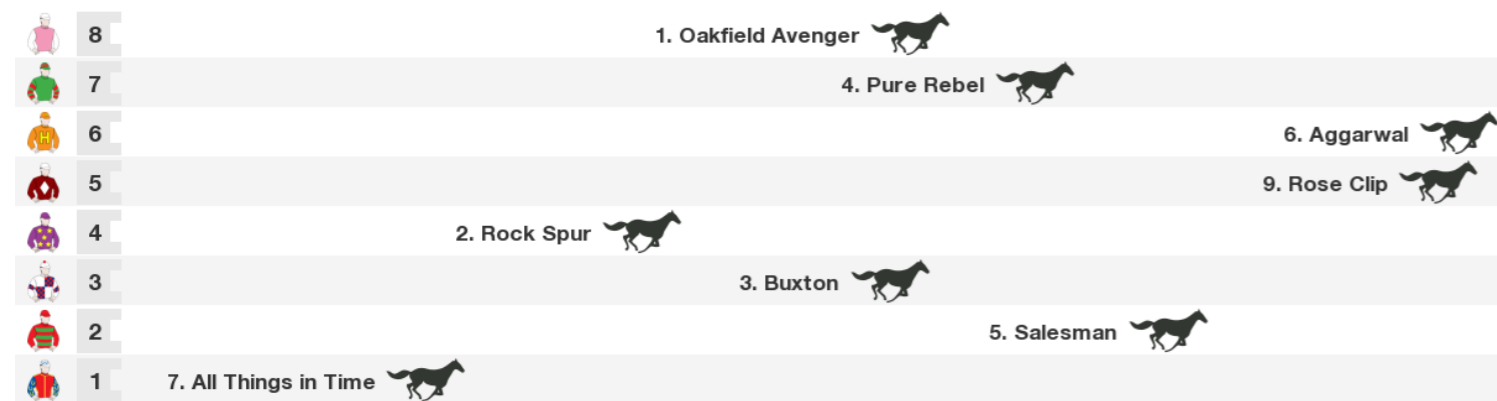 8 1. Oakfield Avenger
7 4. Pure Rebel
H 6 6. Aggarwal
5 9. Rose Clip
4 2. Rock Spur
3 3. Buxton
2 5. Salesman
1 7. All Things in Time